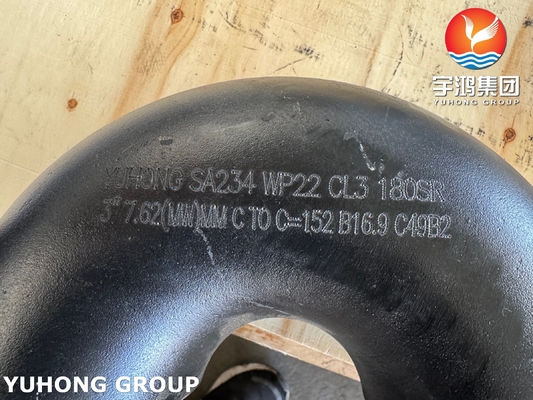 宇鸿集团
YUHONG GROUP
YUHONG SA234 WP22 CL3 180SR
3" 7.62(MW)MM C TO C=152 B16.9 C49B2
YUHONG GROUP